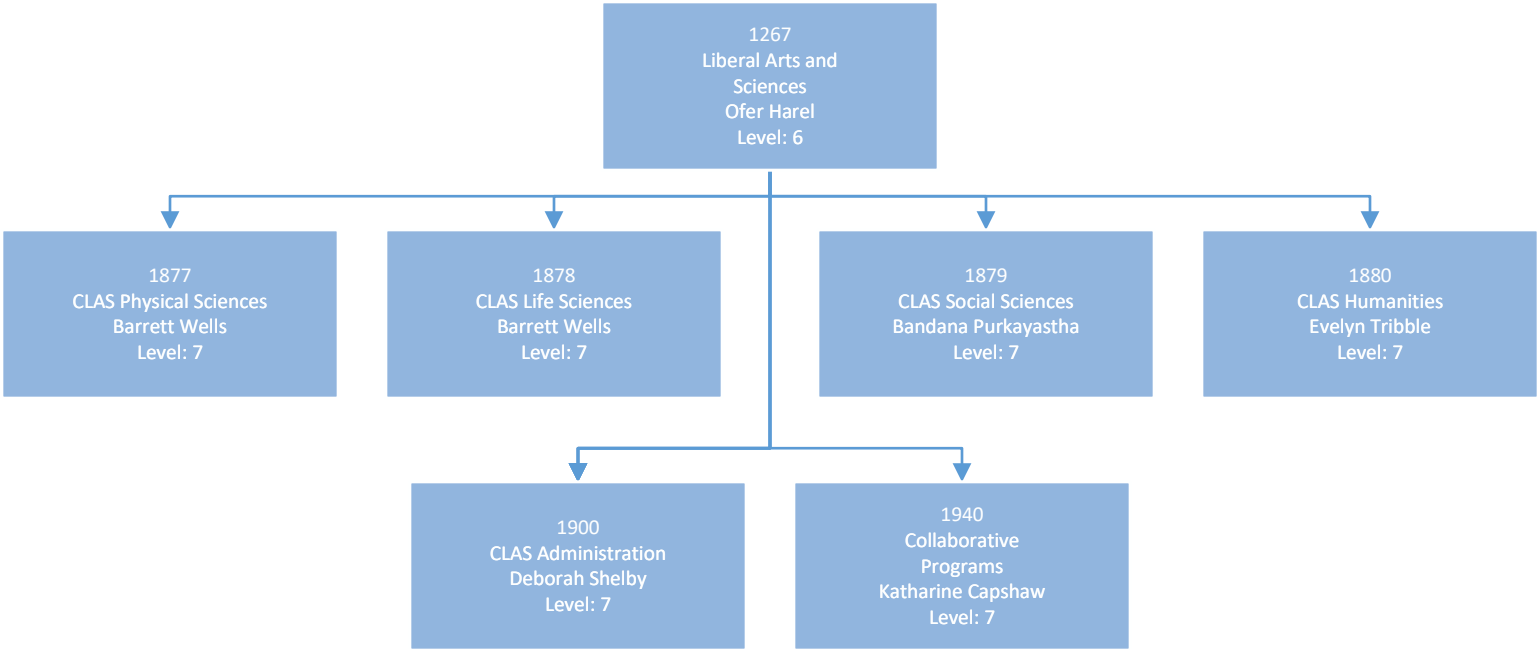 1267
Liberal Arts and
Sciences
Ofer Harel
Level: 6
1877
CLAS Physical Sciences
Barrett Wells
Level: 7
1878
CLAS Life Sciences
Barrett Wells
Level: 7
1879
CLAS Social Sciences
Bandana Purkayastha
Level: 7
1880
CLAS Humanities
Evelyn Tribble
Level: 7
1900
CLAS Administration
Deborah Shelby
Level: 7
1940
Collaborative
Programs
Katharine Capshaw
Level: 7